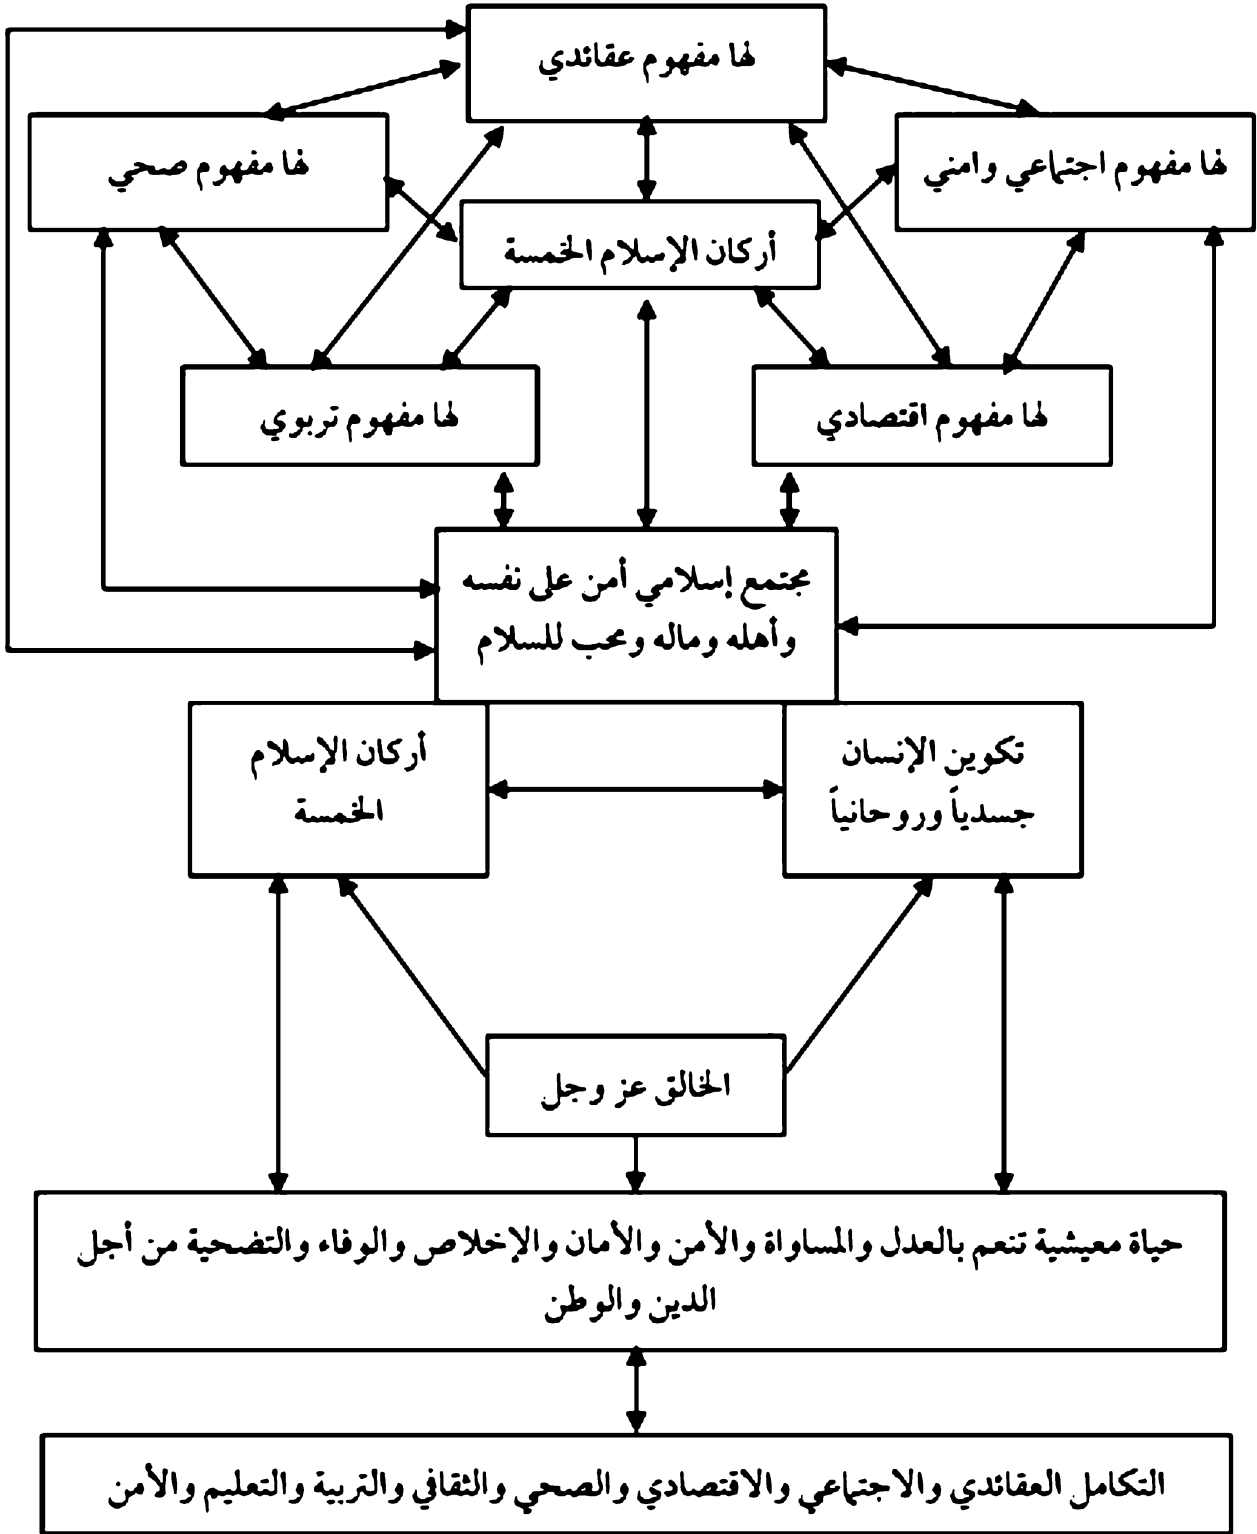 لها مفهوم عقائدي
لها مفهوم اجتماعي وامني
لها مفهوم صحي
أركان الإسلام الخمسة
لها مفهوم اقتصادي
لها مفهوم تربوي
مجتمع إسلامي أمن على نفسه
وأهله وماله ومحب للسلام
تكوين الإنسان
جسدياً وروحانياً
أركان الإسلام
الخمسة
الخالق عز وجل
حياة معيشية تنعم بالعدل والمساواة والأمن والأمان والإخلاص والوفاء والتضحية من أجل
الدين والوطن
التكامل العقائدي والاجتماعي والاقتصادي والصحي والثقافي والتربية والتعليم والأمن